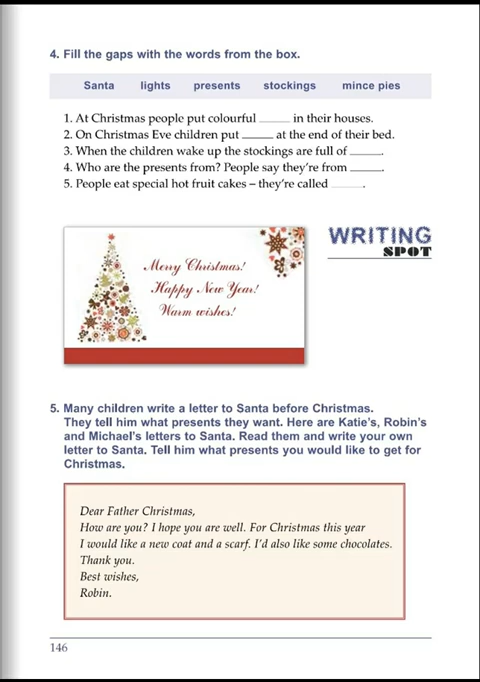 4. Fill the gaps with the words from the box.
Santa lights presents stockings mince pies
1. At Christmas people put colourful ______ in their houses.
2. On Christmas Eve children put ______ at the end of their bed.
3. When the children wake up the stockings are full of ______.
4. Who are the presents from? People say they're from ______.
5. People eat special hot fruit cakes – they're called ______.
WRITING
SPOT
Merry Christmas!
Happy New Year!
Warm wishes!
5. Many children write a letter to Santa before Christmas.
They tell him what presents they want. Here are Katie's, Robin's
and Michael's letters to Santa. Read them and write your own
letter to Santa. Tell him what presents you would like to get for
Christmas.
Dear Father Christmas,
How are you? I hope you are well. For Christmas this year
I would like a new coat and a scarf. I'd also like some chocolates.
Thank you.
Best wishes,
Robin.
146